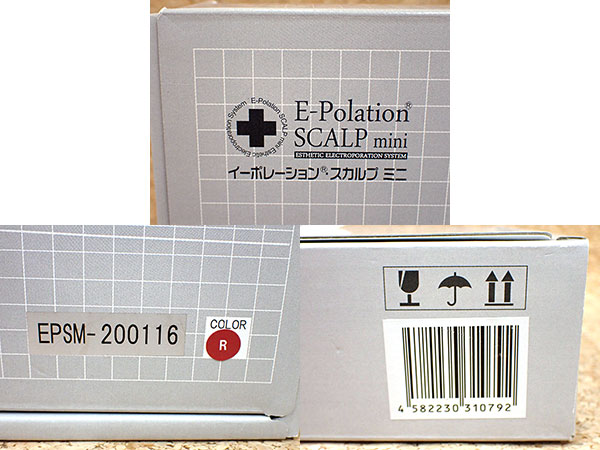 E-Polation®
SCALP mini
ESTHETIC ELECTROPORATION SYSTEM
E-Polation SCALP mini Esthetic Electroporation System
イーポレーション®・スカルプ ミニ
EPSM-200116
COLOR
R
4 582230 310792